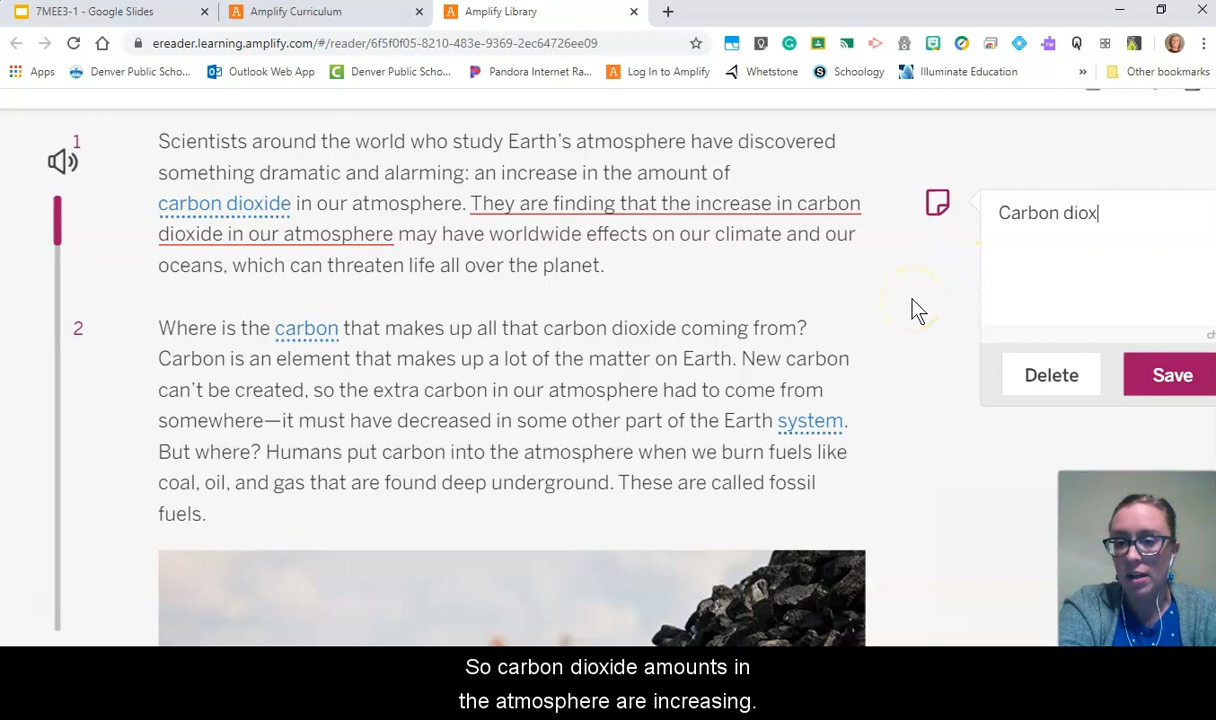 7MEE3-1 - Google Slides
Amplify Curriculum
Amplify Library
ereader.learning.amplify.com/#/reader/6f5f0f05-8210-483e-9369-2ec64726ee09
Apps
Denver Public Scho...
Outlook Web App
Denver Public Scho...
Pandora Internet Ra...
Log In to Amplify
Whetstone
Schoology
Illuminate Education
Other bookmarks
1
Scientists around the world who study Earth's atmosphere have discovered
something dramatic and alarming: an increase in the amount of
carbon dioxide in our atmosphere. They are finding that the increase in carbon
dioxide in our atmosphere may have worldwide effects on our climate and our
oceans, which can threaten life all over the planet.
Carbon diox
2
Where is the carbon that makes up all that carbon dioxide coming from?
Carbon is an element that makes up a lot of the matter on Earth. New carbon
can't be created, so the extra carbon in our atmosphere had to come from
somewhere—it must have decreased in some other part of the Earth system.
But where? Humans put carbon into the atmosphere when we burn fuels like
coal, oil, and gas that are found deep underground. These are called fossil
fuels.
ch
Delete
Save
So carbon dioxide amounts in
the atmosphere are increasing.